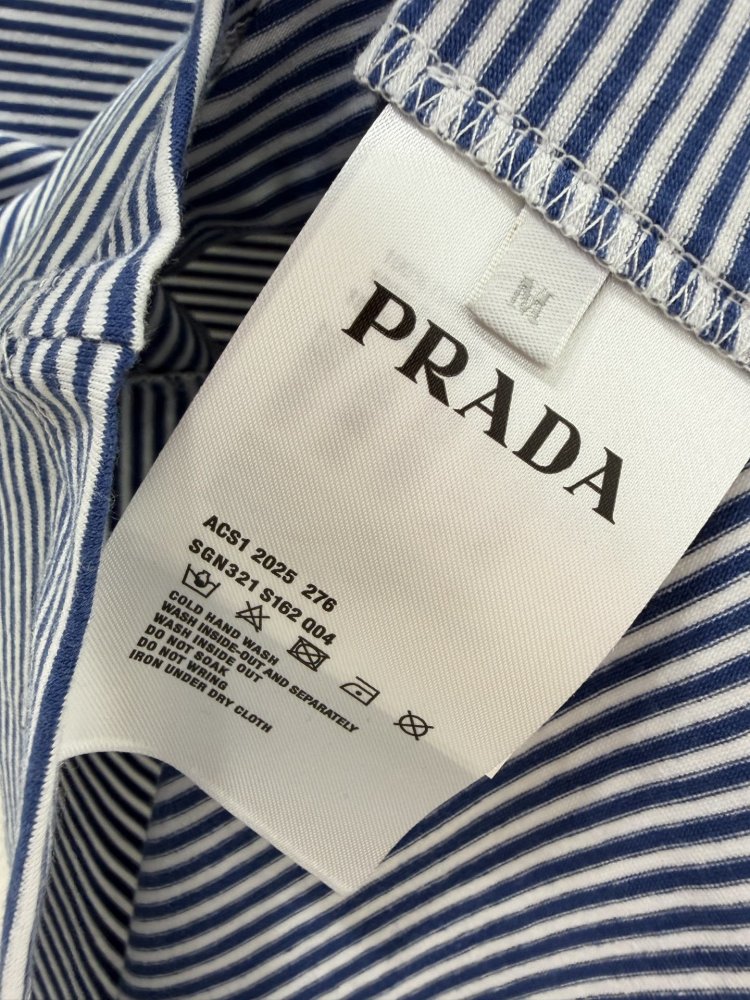 M
PRADA
ACS1 2025 276
SGN321 S162 004
COLD HAND WASH
WASH INSIDE-OUT AND SEPARATELY
WASH INSIDE OUT
DO NOT SOAK
DO NOT WRING
IRON UNDER DRY CLOTH